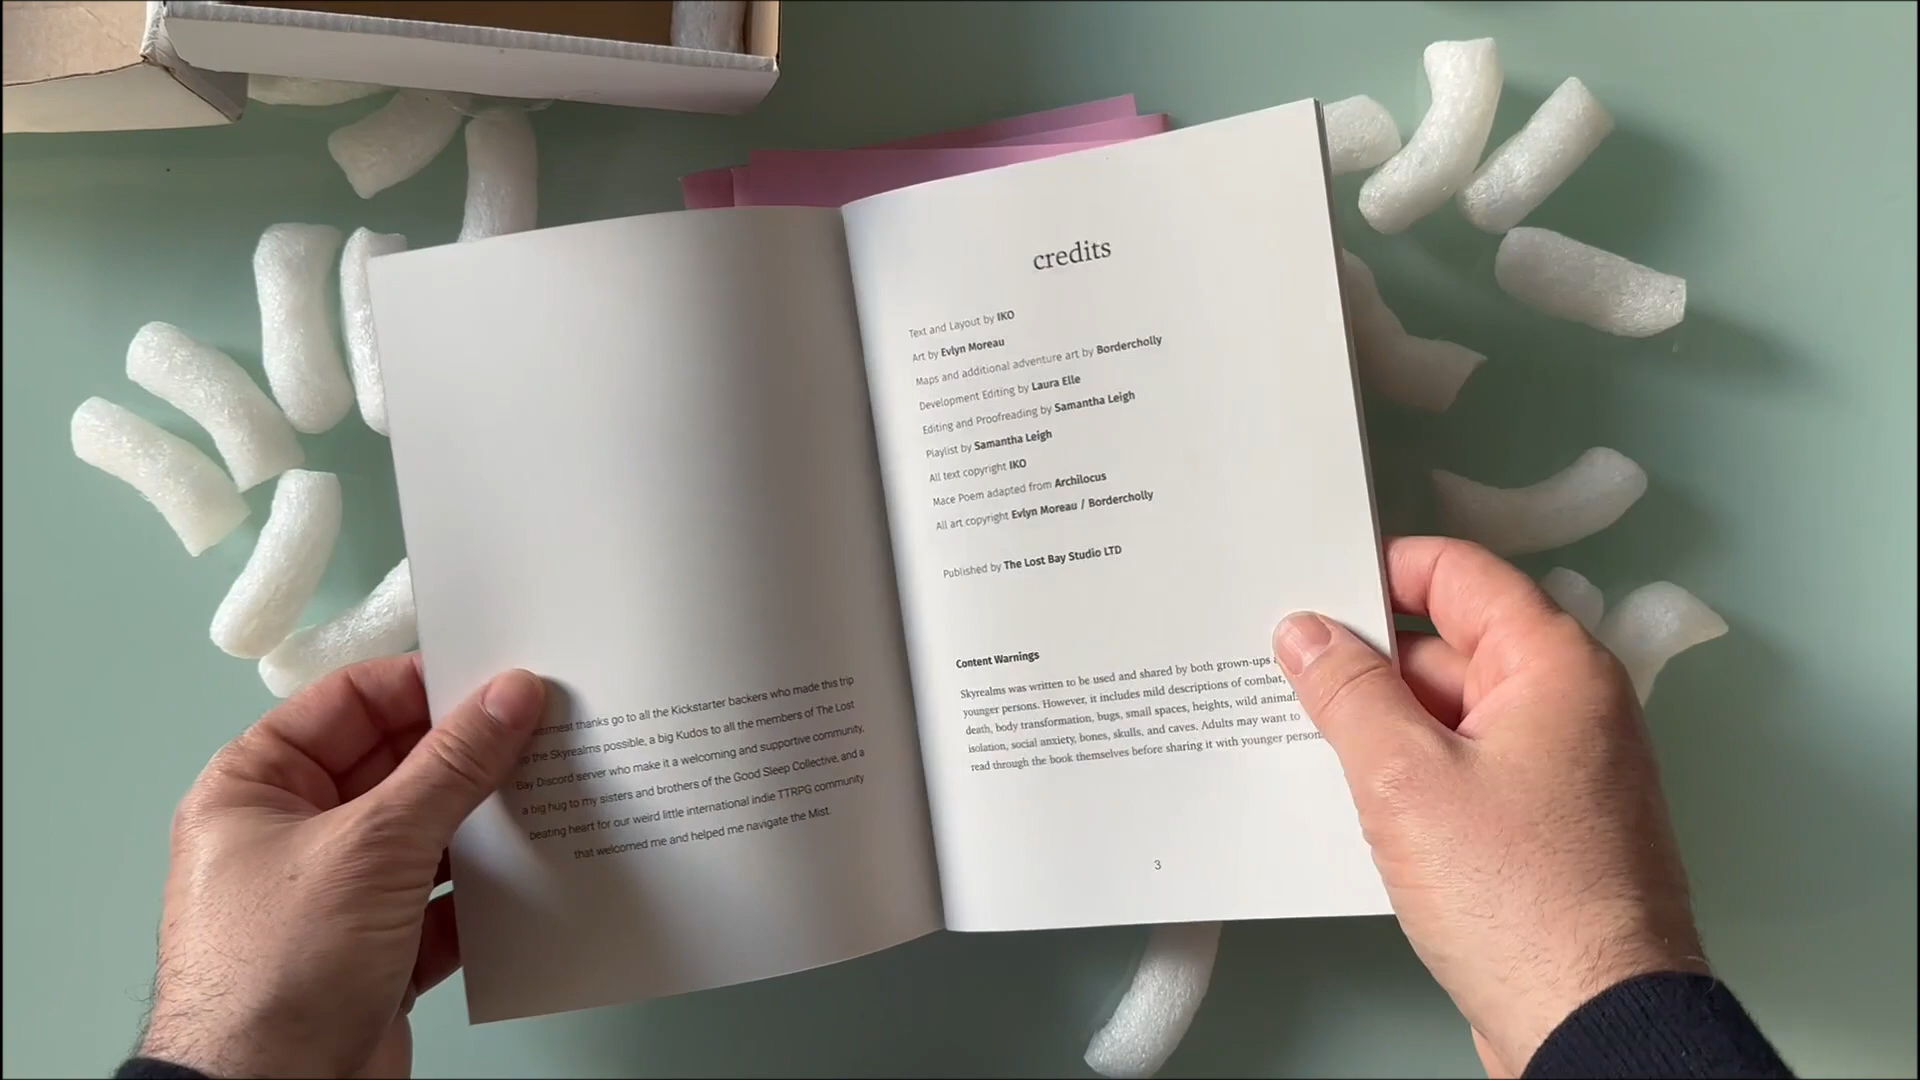 wermest thanks go to all the Kickstarter backers who made this trip
o the Skyrealms possible, a big Kudos to all the members of The Lost
Bay Discord server who make it a welcoming and supportive community,
a big hug to my sisters and brothers of the Good Sleep Collective, and a
beating heart for our weird little international indie TTRPG community
that welcomed me and helped me navigate the Mist.
credits
Text and Layout by IKO
Art by Evlyn Moreau
Maps and additional adventure art by Bordercholly
Development Editing by Laura Elle
Editing and Proofreading by Samantha Leigh
Playlist by Samantha Leigh
All text copyright IKO
Mace Poem adapted from Archilocus
All art copyright Evlyn Moreau / Bordercholly
Published by The Lost Bay Studio LTD
Content Warnings
Skyrealms was written to be used and shared by both grown-ups
younger persons. However, it includes mild descriptions of combat,
death, body transformation, bugs, small spaces, heights, wild animals
isolation, social anxiety, bones, skulls, and caves. Adults may want to
read through the book themselves before sharing it with younger person
3